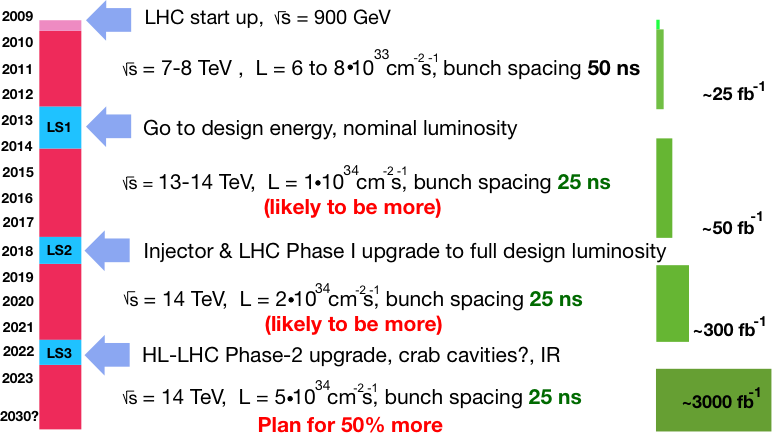 2009
LHC start up, √s = 900 GeV
2010
2011
√s = 7-8 TeV , L = 6 to 8•10³³cm⁻²s⁻¹, bunch spacing 50 ns
2012
~25 fb⁻¹
2013
LS1
Go to design energy, nominal luminosity
2014
2015
√s = 13-14 TeV, L = 1•10³⁴cm⁻²s⁻¹, bunch spacing 25 ns
2016
(likely to be more)
2017
~50 fb⁻¹
2018
LS2
Injector & LHC Phase I upgrade to full design luminosity
2019
2020
√s = 14 TeV, L = 2•10³⁴cm⁻²s⁻¹, bunch spacing 25 ns
2021
(likely to be more)
~300 fb⁻¹
2022
LS3
HL-LHC Phase-2 upgrade, crab cavities?, IR
2023
√s = 14 TeV, L = 5•10³⁴cm⁻²s⁻¹, bunch spacing 25 ns
~3000 fb⁻¹
2030?
Plan for 50% more